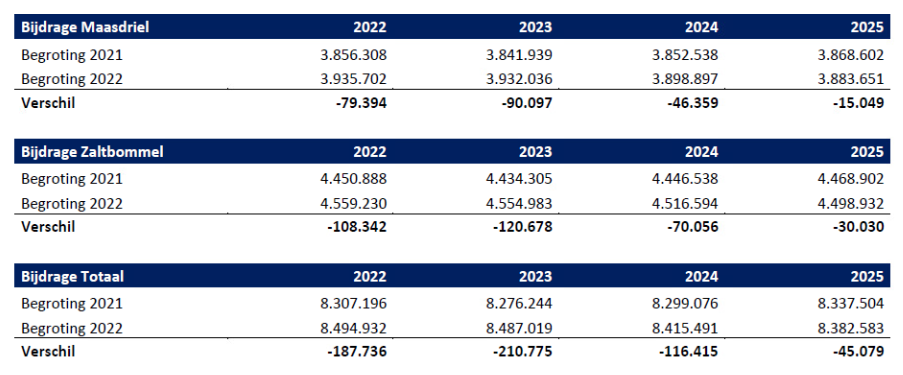 Bijdrage Maasdriel 2022 2023 2024 2025
Begroting 2021 3.856.308 3.841.939 3.852.538 3.868.602
Begroting 2022 3.935.702 3.932.036 3.898.897 3.883.651
Verschil -79.394 -90.097 -46.359 -15.049
Bijdrage Zaltbommel 2022 2023 2024 2025
Begroting 2021 4.450.888 4.434.305 4.446.538 4.468.902
Begroting 2022 4.559.230 4.554.983 4.516.594 4.498.932
Verschil -108.342 -120.678 -70.056 -30.030
Bijdrage Totaal 2022 2023 2024 2025
Begroting 2021 8.307.196 8.276.244 8.299.076 8.337.504
Begroting 2022 8.494.932 8.487.019 8.415.491 8.382.583
Verschil -187.736 -210.775 -116.415 -45.079